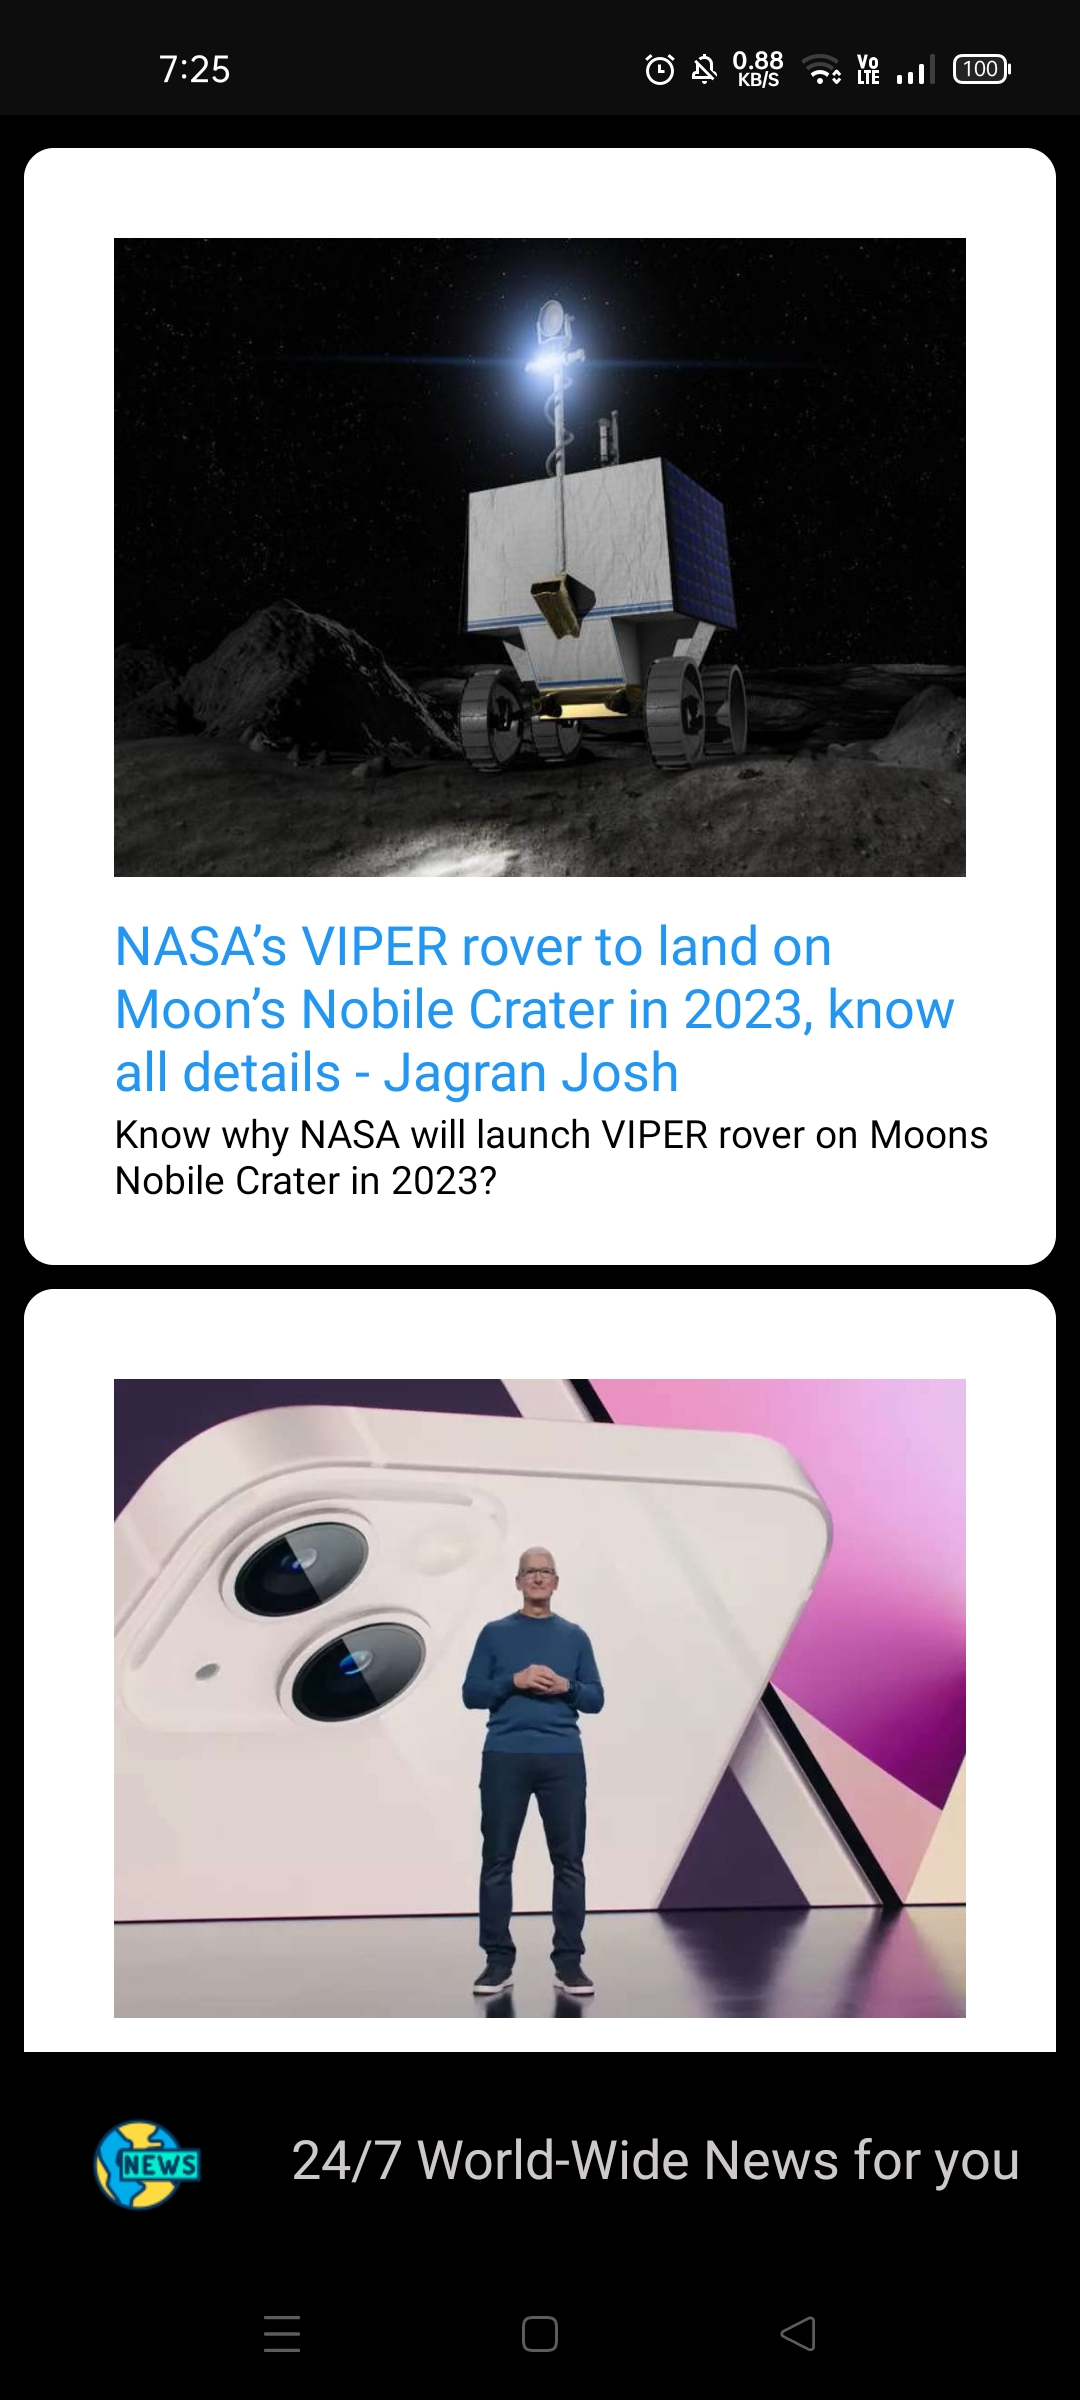 7:25
0.88
KB/S
Vo
LTE
100
NASA’s VIPER rover to land on
Moon’s Nobile Crater in 2023, know
all details - Jagran Josh
Know why NASA will launch VIPER rover on Moons
Nobile Crater in 2023?
NEWS
24/7 World-Wide News for you